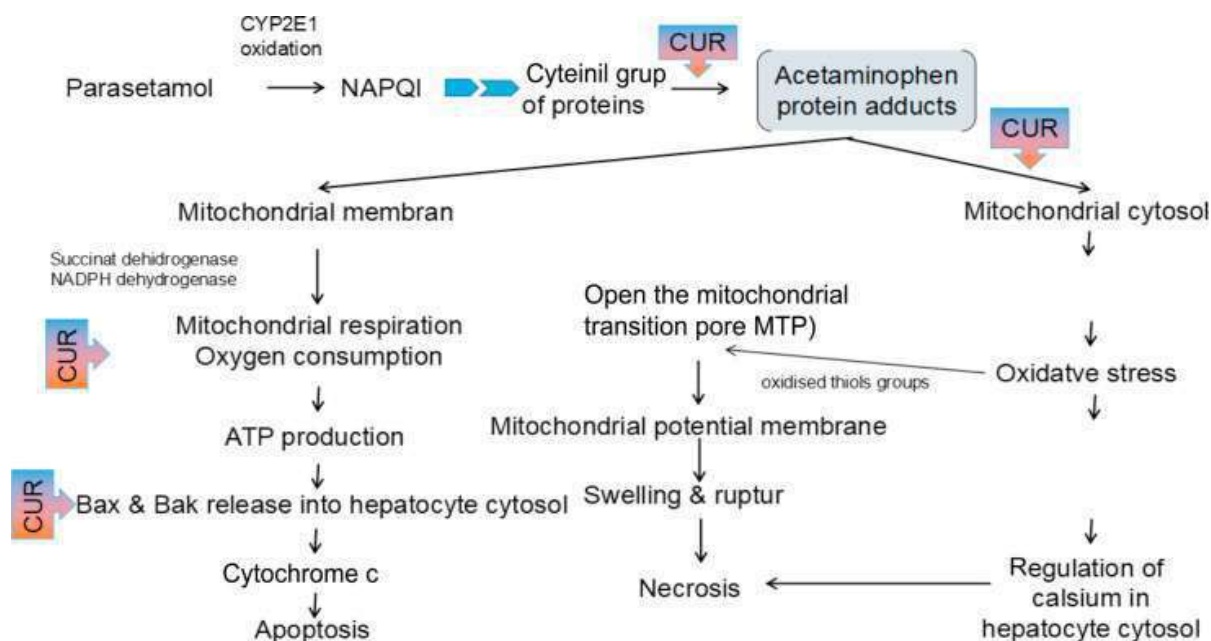 CYP2E1
oxidation
CUR
Parasetamol
NAPQI
Cyteinil grup
of proteins
Acetaminophen
protein adducts
CUR
Mitochondrial membran
Mitochondrial cytosol
Succinat dehidrogenase
NADPH dehydrogenase
Open the mitochondrial
transition pore MTP)
CUR
Mitochondrial respiration
Oxygen consumption
oxidised thiols groups
Oxidatve stress
ATP production
Mitochondrial potential membrane
CUR
Bax & Bak release into hepatocyte cytosol
Swelling & ruptur
Cytochrome c
Necrosis
Regulation of
calsium in
hepatocyte cytosol
Apoptosis